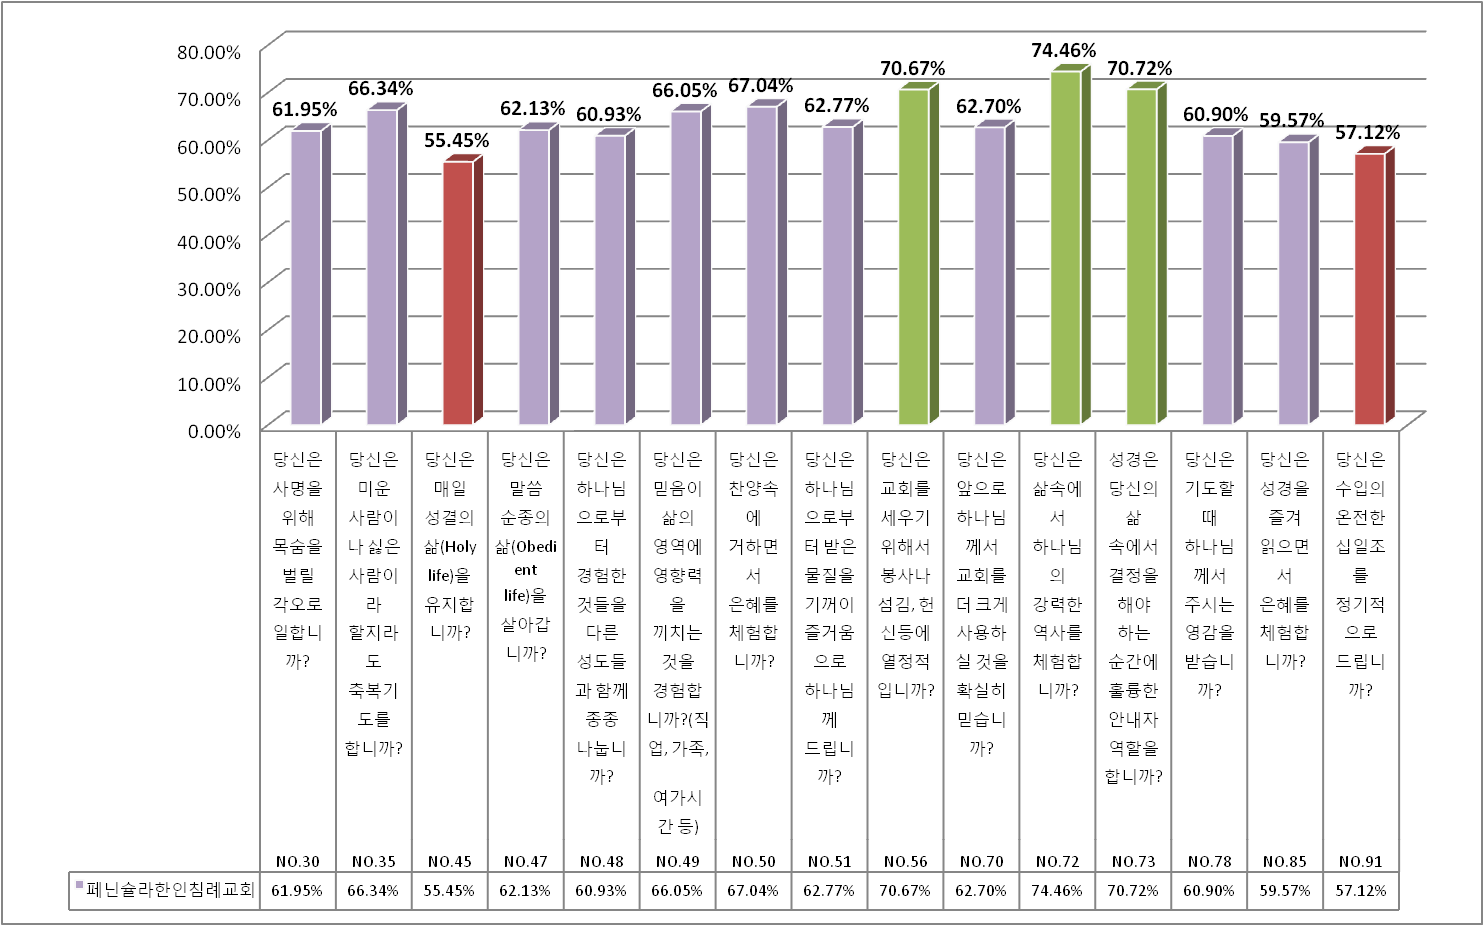 80.00%
70.00%
60.00%
50.00%
40.00%
30.00%
20.00%
10.00%
0.00%
61.95%
66.34%
55.45%
62.13%
60.93%
66.05%
67.04%
62.77%
70.67%
62.70%
74.46%
70.72%
60.90%
59.57%
57.12%
당신은
사명을
위해
목숨을
버릴
각오로
일합니
까?
당신은
미운
사람이
나 싫은
사람이
라
할지라
도
축복기
도를
합니까?
당신은
매일
성결의
삶(Holy
life)을
유지합
니까?
당신은
말씀
순종의
삶(Obedi
ent
life)을
살아갑
니까?
당신은
하나님
으로부
터
경험한
것들을
다른
성도들
과 함께
종종
나눕니
까?
당신은
믿음이
삶의
영역에
영향력
을
끼치는
것을
경험합
니까?(직
업, 가족,
여가시
간 등)
당신은
찬양속
에
거하면
서
은혜를
체험합
니까?
당신은
하나님
으로부
터 받은
물질을
기꺼이
즐거움
으로
하나님
께
드립니
까?
당신은
교회를
세우기
위해서
봉사나
섬김, 헌
신등에
열정적
입니까?
당신은
앞으로
하나님
께서
교회를
더 크게
사용하
실 것을
확실히
믿습니
까?
당신은
삶속에
서
하나님
의
강력한
역사를
체험합
니까?
성경은
당신의
삶
속에서
결정을
해야
하는
순간에
훌륭한
안내자
역할을
합니까?
당신은
기도할
때
하나님
께서
주시는
영감을
받습니
까?
당신은
성경을
즐겨
읽으면
서
은혜를
체험합
니까?
당신은
수입의
온전한
십일조
를
정기적
으로
드립니
까?
NO.30 NO.35 NO.45 NO.47 NO.48 NO.49 NO.50 NO.51 NO.56 NO.70 NO.72 NO.73 NO.78 NO.85 NO.91
페닌슐라한인침례교회 61.95% 66.34% 55.45% 62.13% 60.93% 66.05% 67.04% 62.77% 70.67% 62.70% 74.46% 70.72% 60.90% 59.57% 57.12%